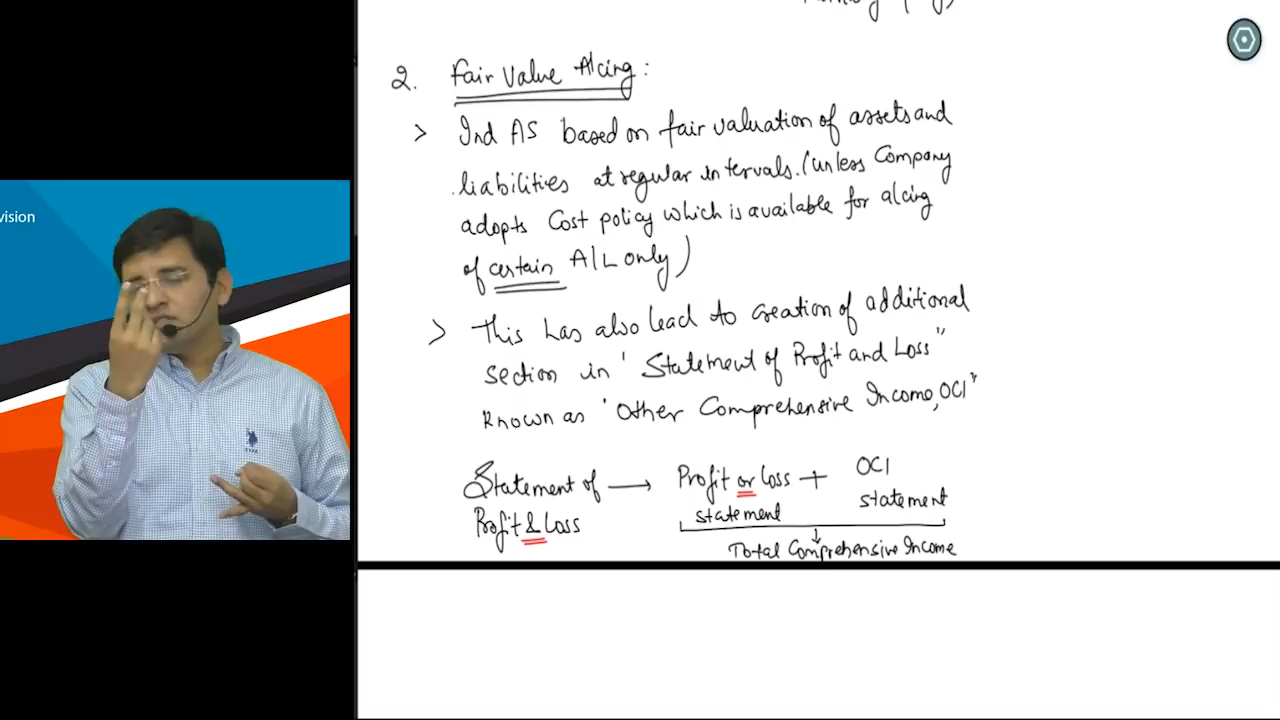 vision
2. Fair Value A/cing :
> Ind AS based on fair valuation of assets and
liabilities at regular intervals. (unless Company
adopts Cost policy which is available for a/cing
of certain A/L only)
> This has also lead to creation of additional
section in 'Statement of Profit and Loss"
known as 'Other Comprehensive Income, OCI"
Statement of → Profit or loss + OCI
Profit & Loss statement statement
Total Comprehensive Income